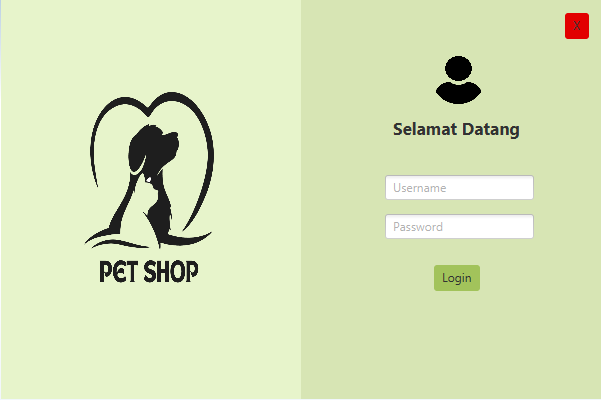 PET SHOP
X
Selamat Datang
Username
Password
Login